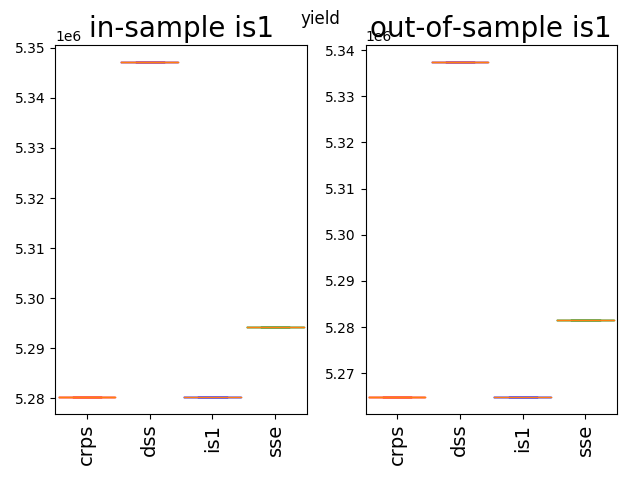 yield
in-sample is1
out-of-sample is1
1e6
5.35
5.34
5.33
5.32
5.31
5.30
5.29
5.28
crps
dss
is1
sse
1e6
5.34
5.33
5.32
5.31
5.30
5.29
5.28
5.27
crps
dss
is1
sse